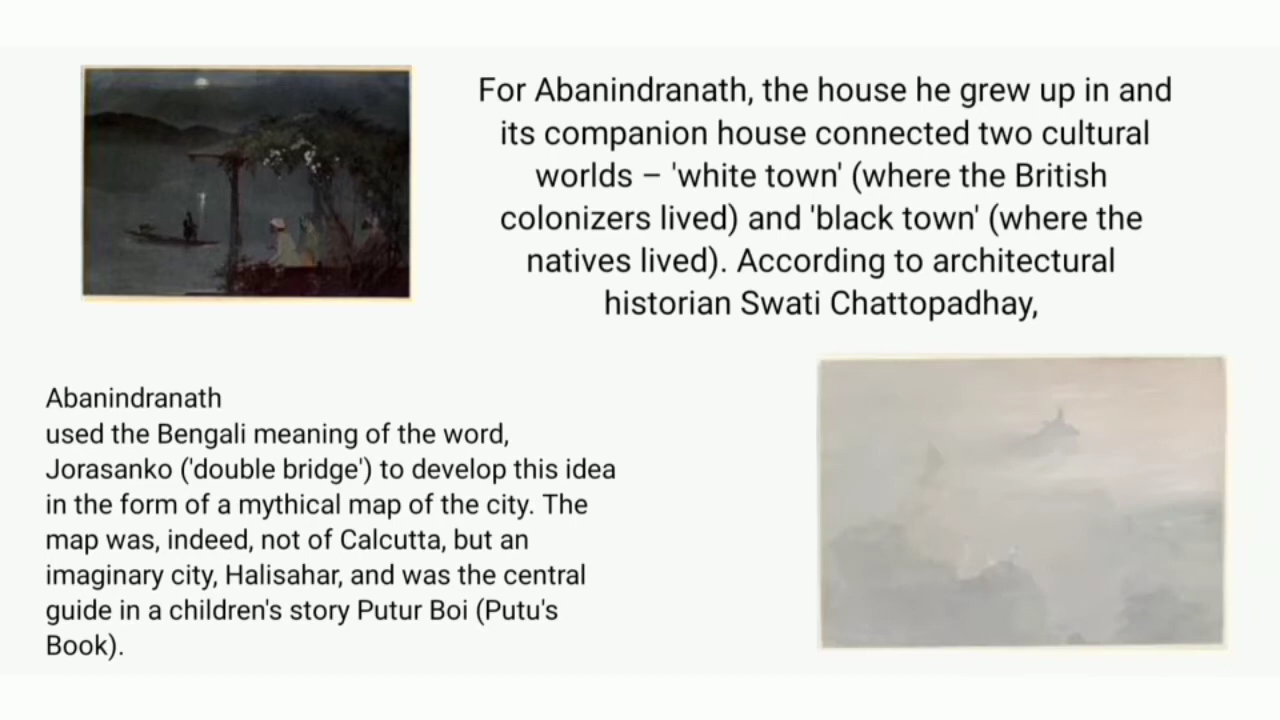 For Abanindranath, the house he grew up in and
its companion house connected two cultural
worlds – 'white town' (where the British
colonizers lived) and 'black town' (where the
natives lived). According to architectural
historian Swati Chattopadhay,
Abanindranath
used the Bengali meaning of the word,
Jorasanko ('double bridge') to develop this idea
in the form of a mythical map of the city. The
map was, indeed, not of Calcutta, but an
imaginary city, Halisahar, and was the central
guide in a children's story Putur Boi (Putu's
Book).